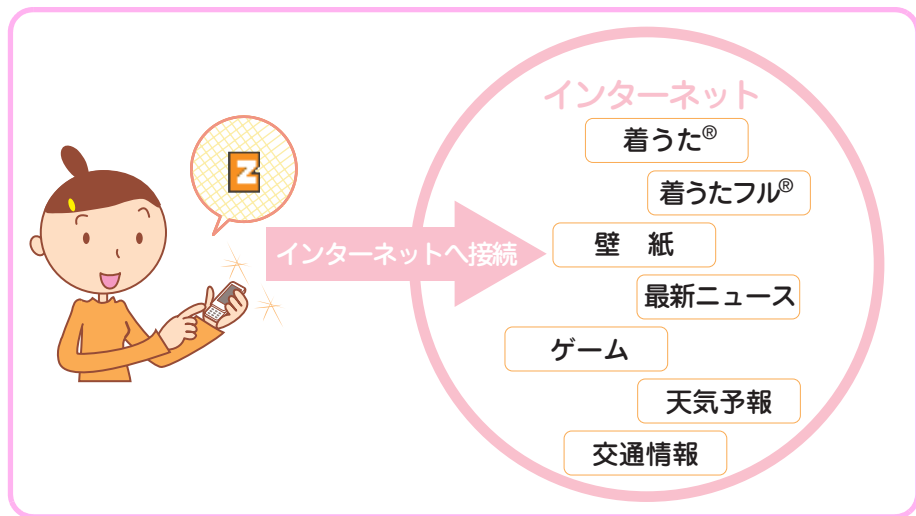 インターネット
着うた®
着うたフル®
Z
インターネットへ接続
壁 紙
最新ニュース
ゲーム
天気予報
交通情報